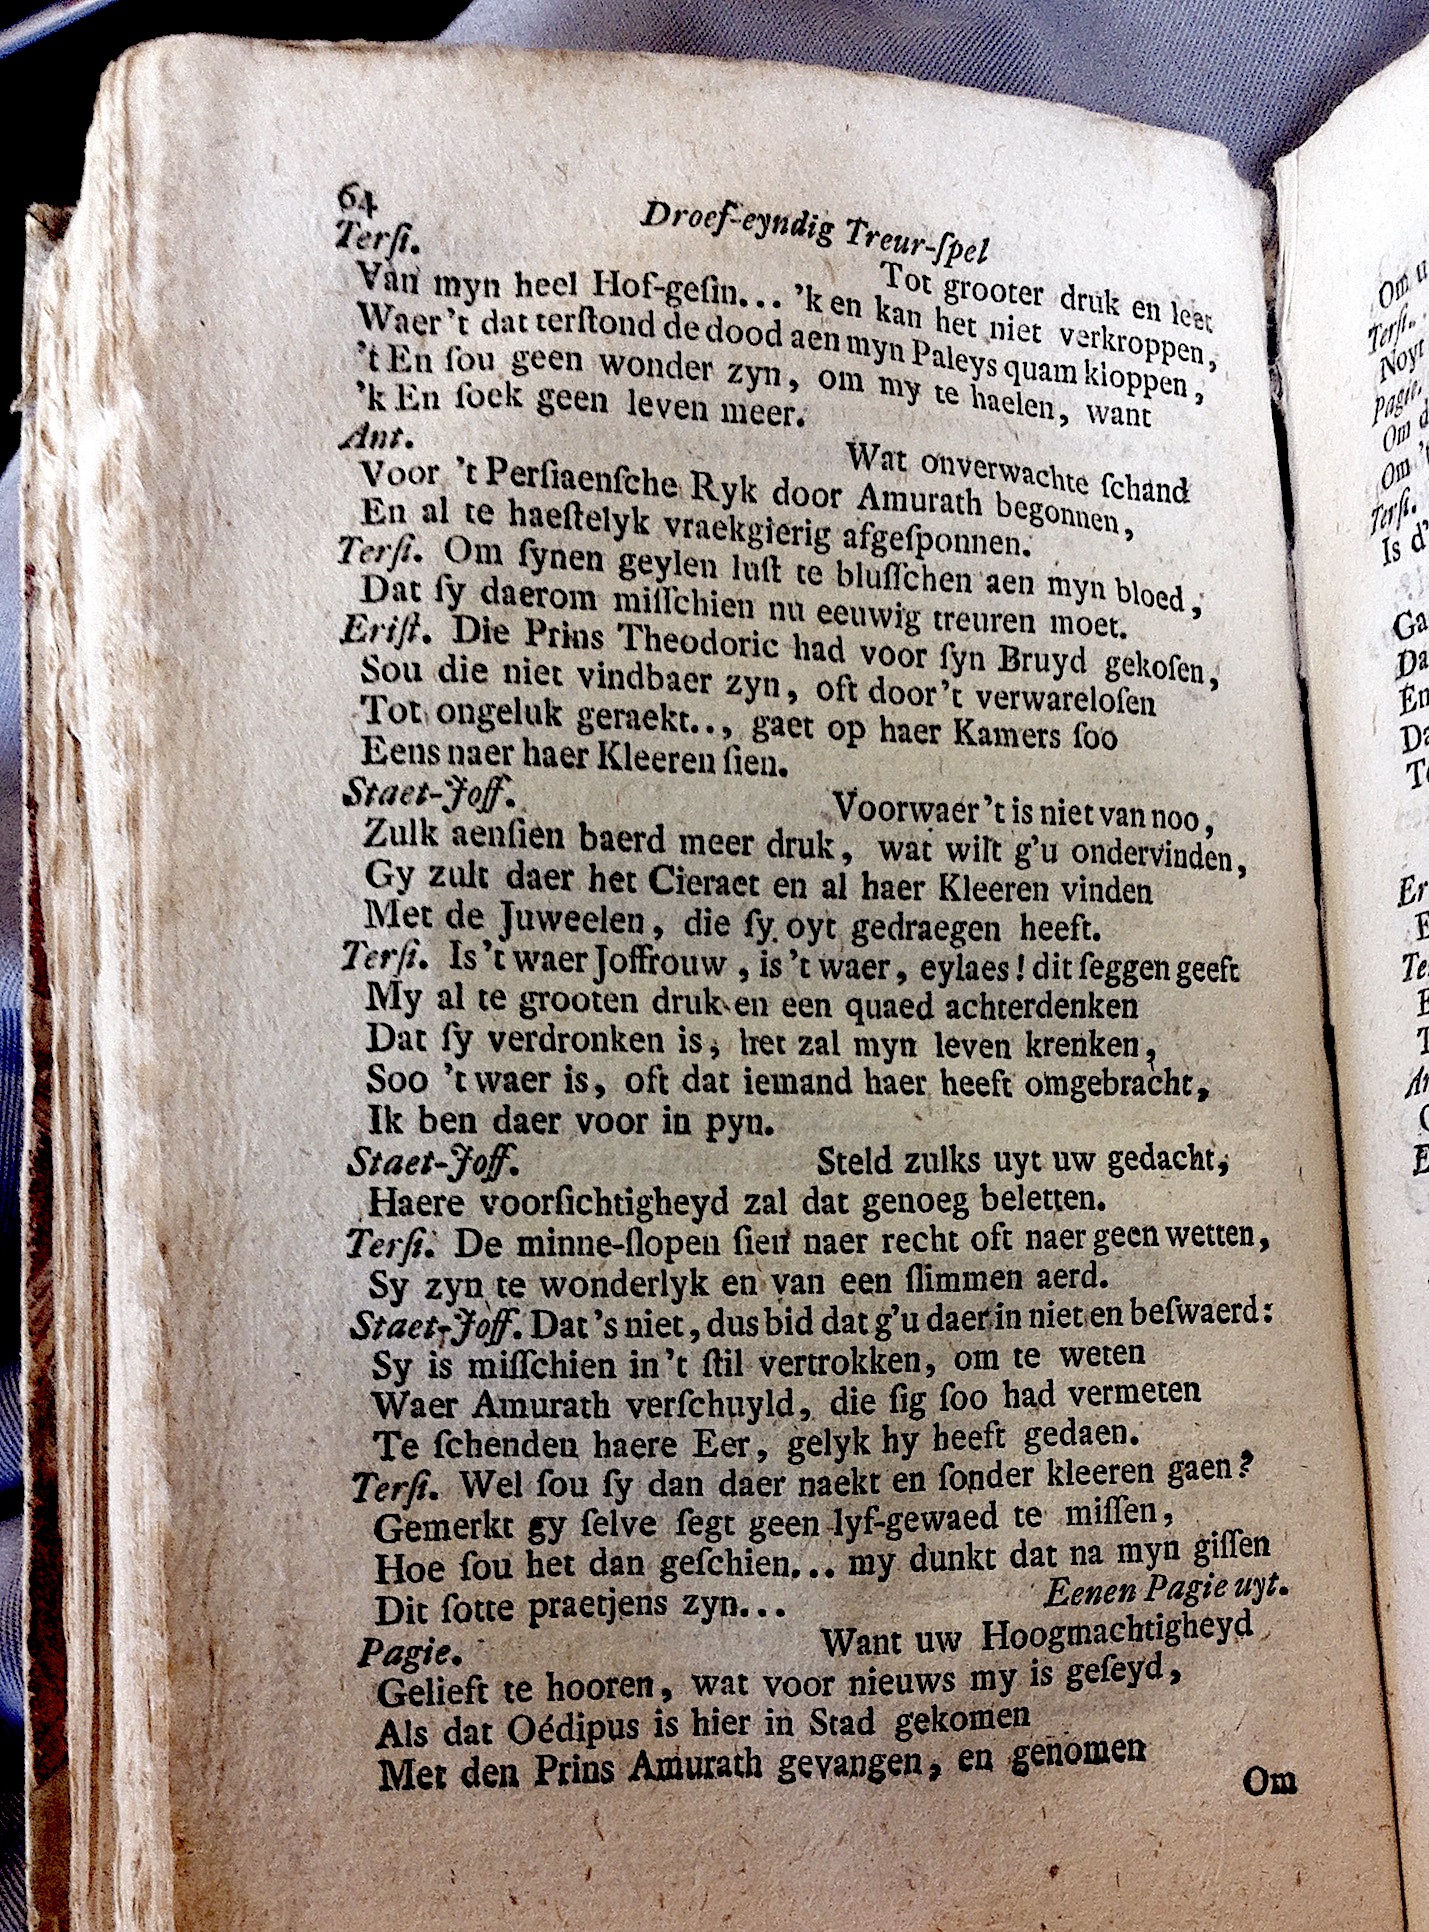 64 Droef-eyndig Treur-ſpel
Terſi. Tot grooter druk en leet
Van myn heel Hof-geſin... 'k en kan het niet verkroppen,
Waer 't dat terſtond de dood aen myn Paleys quam kloppen,
't En ſou geen wonder zyn, om my te haelen, want
'k En ſoek geen leven meer.
Ant. Wat onverwachte ſchand
Voor 't Perſiaenſche Ryk door Amurath begonnen,
En al te haeſtelyk vraekgierig afgeſponnen.
Terſi. Om ſynen geylen luſt te bluſſchen aen myn bloed,
Dat ſy daerom miſſchien nu eeuwig treuren moet.
Eriſt. Die Prins Theodoric had voor ſyn Bruyd gekoſen,
Sou die niet vindbaer zyn, oft door't verwareloſen
Tot ongeluk geraekt.., gaet op haer Kamers ſoo
Eens naer haer Kleeren ſien.
Staet-Joff. Voorwaer 't is niet van noo,
Zulk aenſien baerd meer druk, wat wilt g'u ondervinden,
Gy zult daer het Cieraet en al haer Kleeren vinden
Met de Juweelen, die ſy oyt gedraegen heeft.
Terſi. Is 't waer Joffrouw, is 't waer, eylaes! dit ſeggen geeft
My al te grooten druk en een quaed achterdenken
Dat ſy verdronken is, het zal myn leven krenken,
Soo 't waer is, oft dat iemand haer heeft omgebracht,
Ik ben daer voor in pyn.
Staet-Joff. Steld zulks uyt uw gedacht,
Haere voorſichtigheyd zal dat genoeg beletten.
Terſi. De minne-ſlopen ſien naer recht oft naer geen wetten,
Sy zyn te wonderlyk en van een ſlimmen aerd.
Staet-Joff. Dat 's niet, dus bid dat g'u daer in niet en beſwaerd:
Sy is miſſchien in't ſtil vertrokken, om te weten
Waer Amurath verſchuyld, die ſig ſoo had vermeten
Te ſchenden haere Eer, gelyk hy heeft gedaen.
Terſi. Wel ſou ſy dan daer naekt en ſonder kleeren gaen?
Gemerkt gy ſelve ſegt geen lyf-gewaed te miſſen,
Hoe ſou het dan geſchien... my dunkt dat na myn giſſen
Dit ſotte praetjens zyn... Eenen Pagie uyt.
Pagie. Want uw Hoogmachtigheyd
Gelieft te hooren, wat voor nieuws my is geſeyd,
Als dat Oédipus is hier in Stad gekomen
Met den Prins Amurath gevangen, en genomen
Om
Om
Terſi.
Noyt
Pagie.
Om
Om
Terſi.
Is d'
Ga
Da
En
Da
Te
Er
E
Te
E
T
An
E